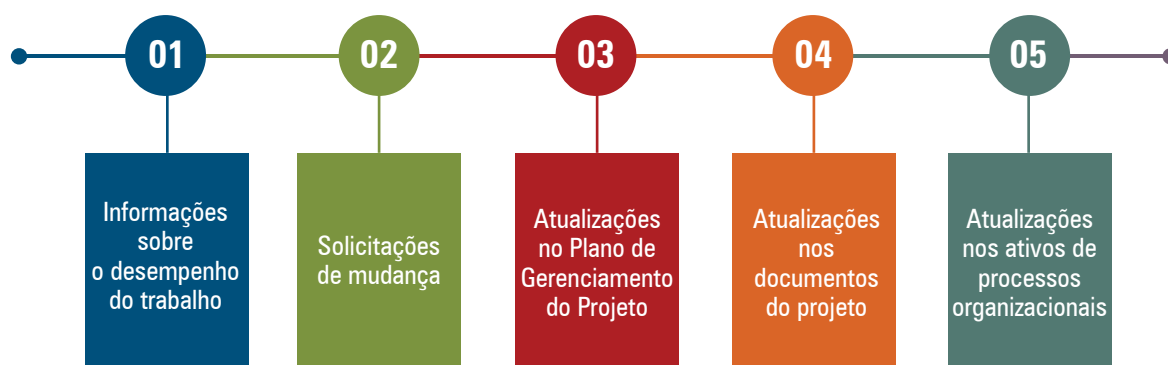 01
02
03
04
05
Informações
sobre
o desempenho
do trabalho
Solicitações
de mudança
Atualizações
no Plano de
Gerenciamento
do Projeto
Atualizações
nos
documentos
do projeto
Atualizações
nos ativos de
processos
organizacionais